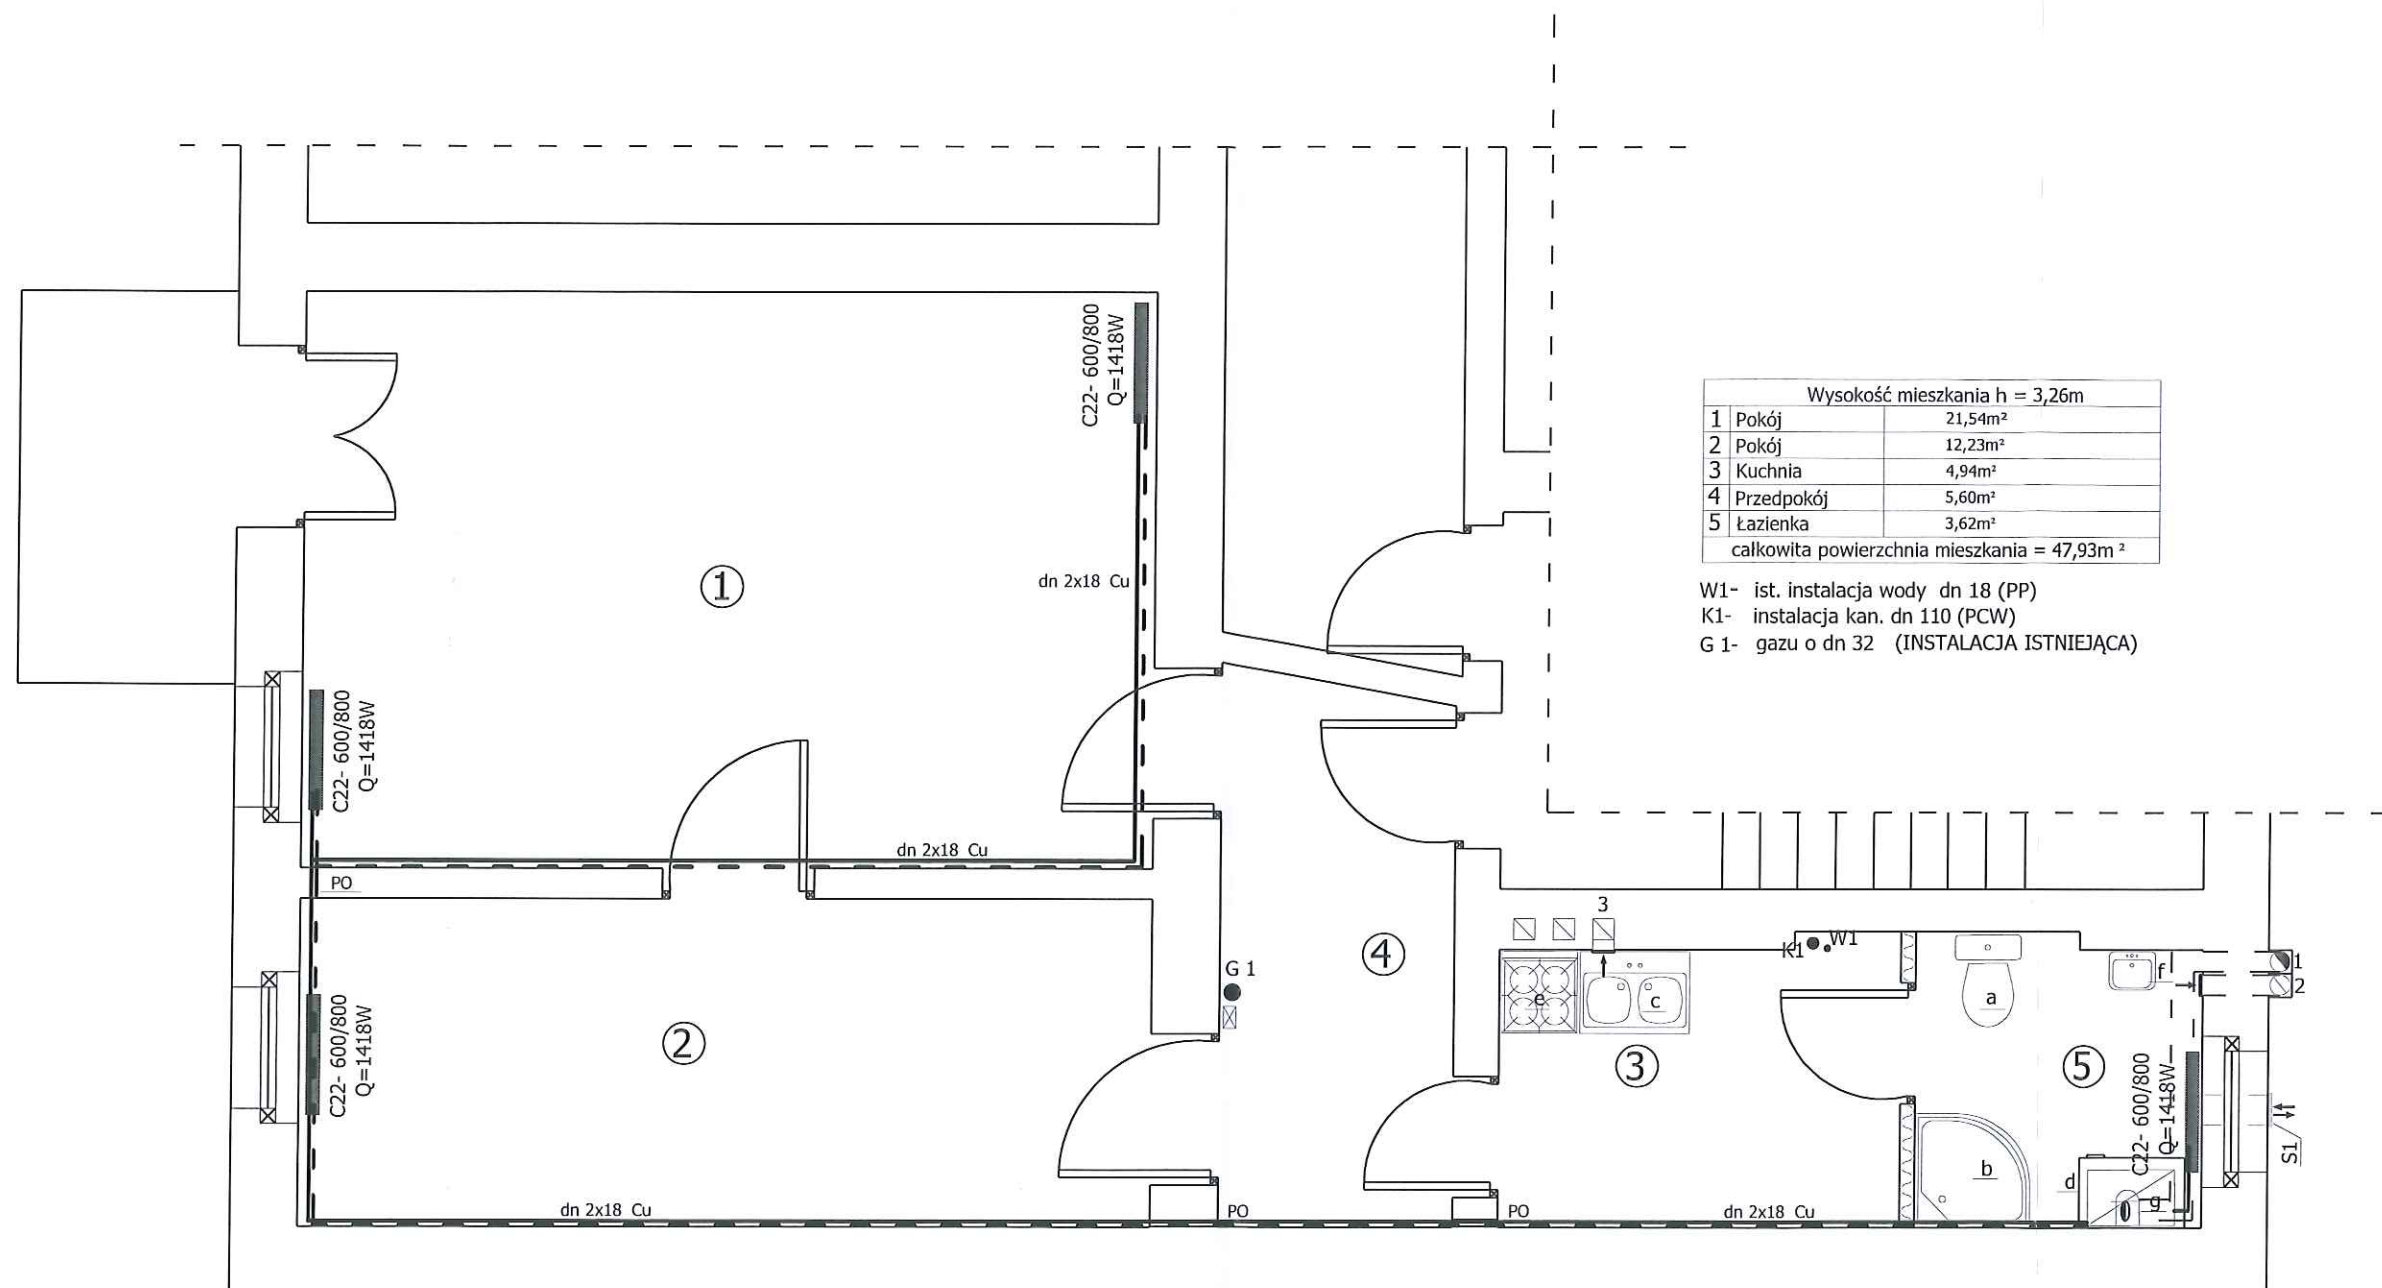 C22- 600/800
Q=1418W
Wysokość mieszkania h = 3,26m
1 Pokój 21,54m²
2 Pokój 12,23m²
3 Kuchnia 4,94m²
4 Przedpokój 5,60m²
5 Łazienka 3,62m²
całkowita powierzchnia mieszkania = 47,93m²
W1- ist. instalacja wody dn 18 (PP)
K1- instalacja kan. dn 110 (PCW)
G 1- gazu o dn 32 (INSTALACJA ISTNIEJĄCA)
dn 2x18 Cu
1
C22- 600/800
Q=1418W
dn 2x18 Cu
PO
3
4
K1
W1
G 1
f
1
2
e
c
a
C22- 600/800
Q=1418W
2
3
5
C22- 600/800
Q=1418W
S1
b
d
g
dn 2x18 Cu
PO
PO
dn 2x18 Cu